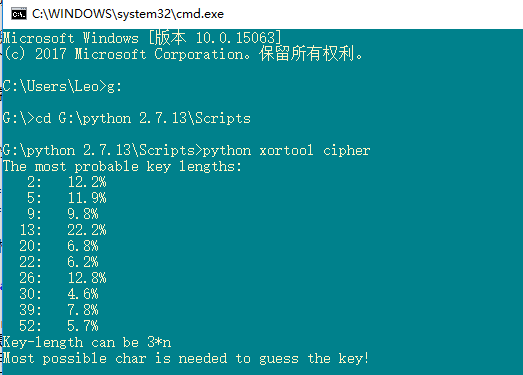 C:\WINDOWS\system32\cmd.exe
Microsoft Windows [版本 10.0.15063]
(c) 2017 Microsoft Corporation。保留所有权利。
C:\Users\Leo>g:
G:\>cd G:\python 2.7.13\Scripts
G:\python 2.7.13\Scripts>python xortool cipher
The most probable key lengths:
2: 12.2%
5: 11.9%
9: 9.8%
13: 22.2%
20: 6.8%
22: 6.2%
26: 12.8%
30: 4.6%
39: 7.8%
52: 5.7%
Key-length can be 3*n
Most possible char is needed to guess the key!